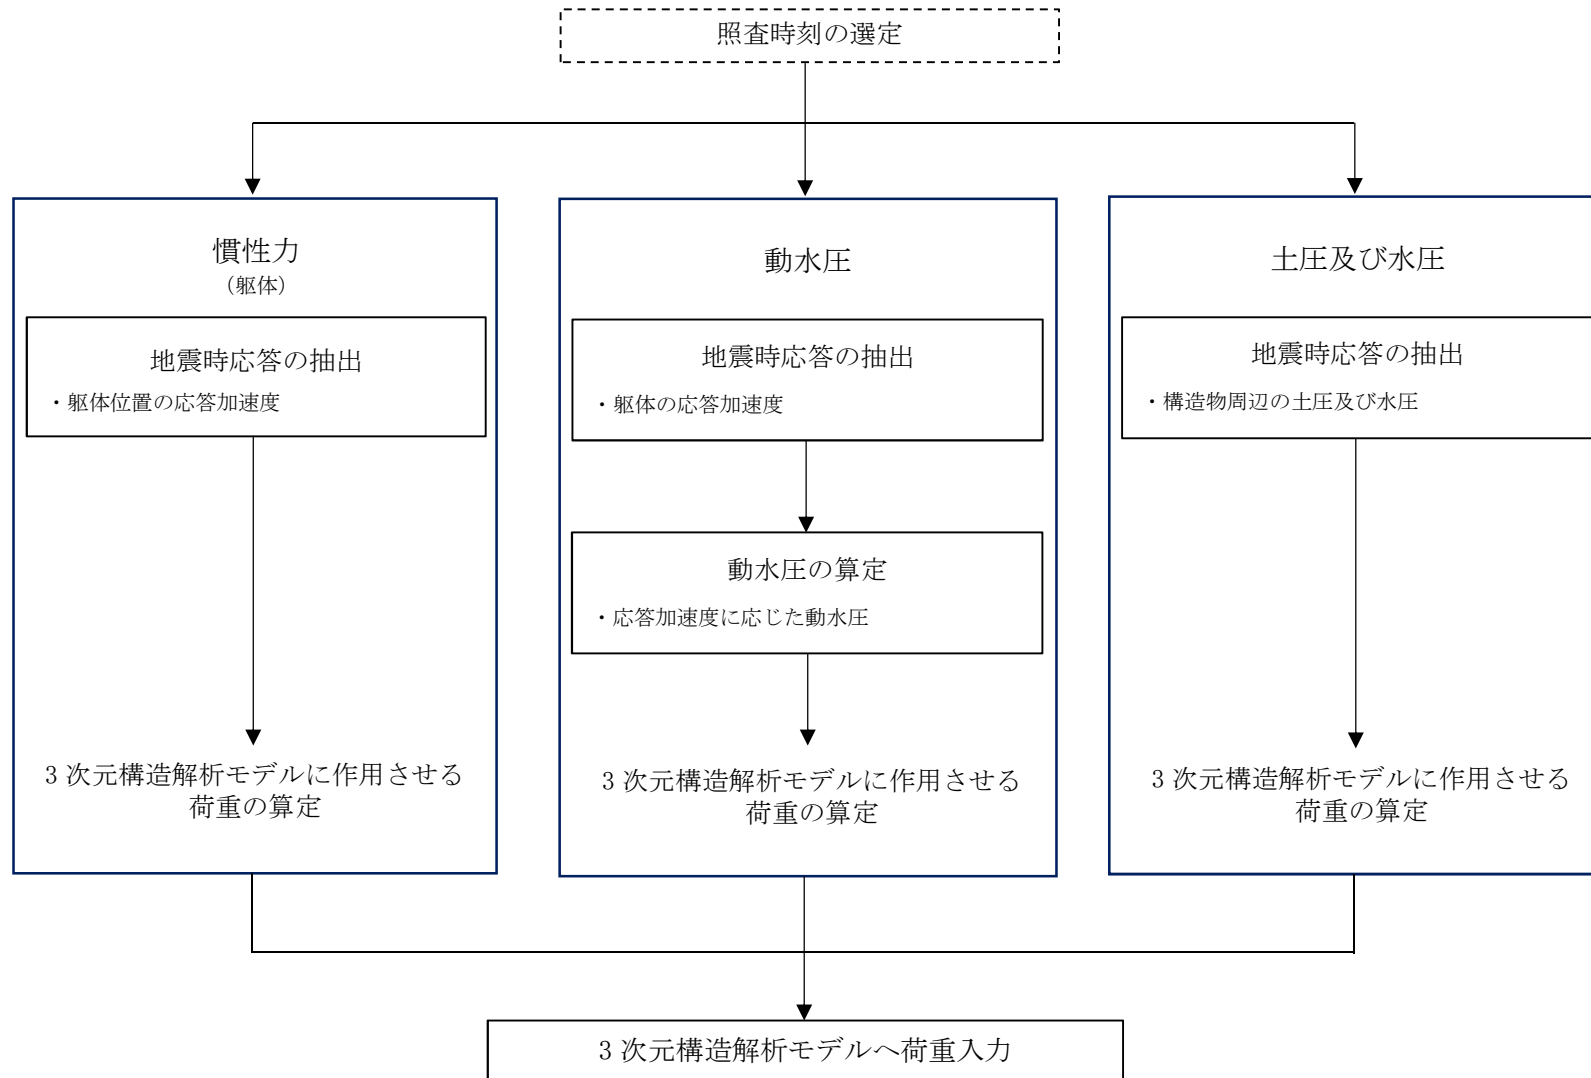 照査時刻の選定
慣性力
（躯体）
地震時応答の抽出
・躯体位置の応答加速度
3 次元構造解析モデルに作用させる
荷重の算定
動水圧
地震時応答の抽出
・躯体の応答加速度
動水圧の算定
・応答加速度に応じた動水圧
3 次元構造解析モデルに作用させる
荷重の算定
土圧及び水圧
地震時応答の抽出
・構造物周辺の土圧及び水圧
3 次元構造解析モデルに作用させる
荷重の算定
3 次元構造解析モデルへ荷重入力